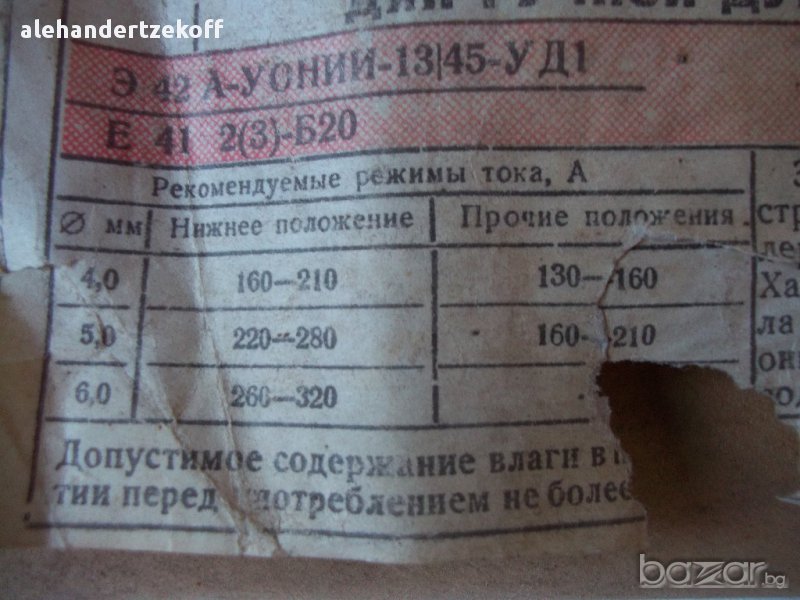 alehandertzekoff
Э 42 А-УОНИИ-13/45-УД1
Е 41 2(3)-Б20
Рекомендуемые режимы тока, А
Ø мм Нижнее положение Прочие положения
4,0 160—210 130—160
5,0 220—280 160—210
6,0 260—320
Допустимое содержание влаги в
тии перед употреблением не более
bazar.bg